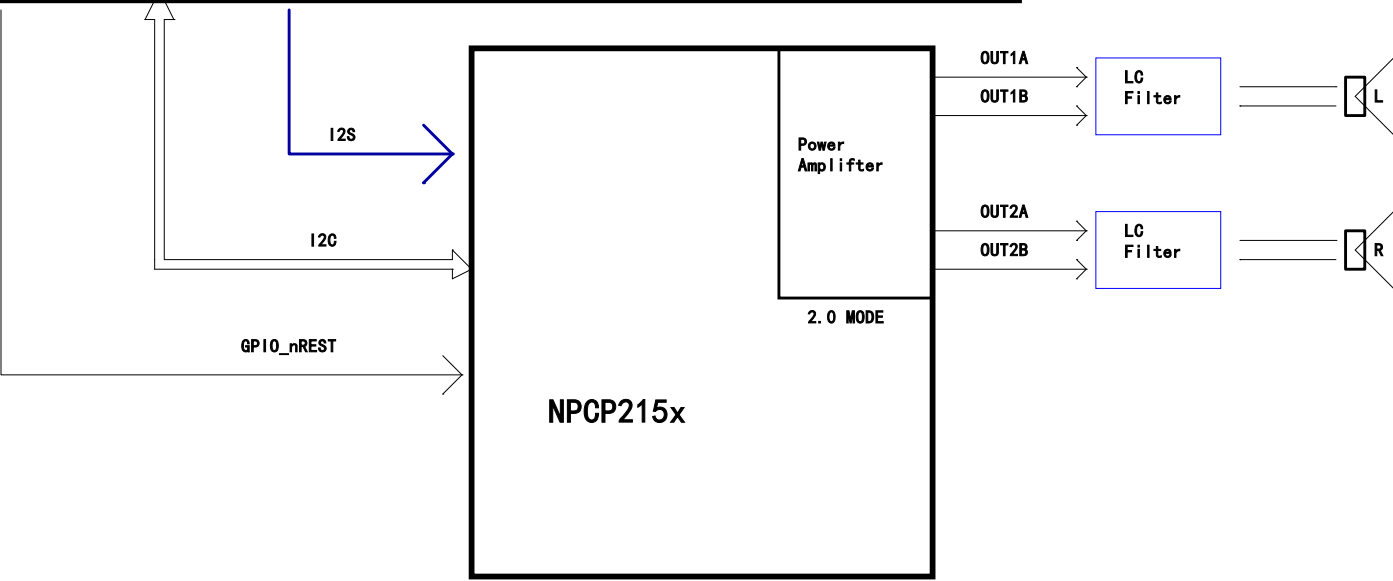 OUT1A
LC
Filter
OUT1B
L
I2S
Power
Amplifter
OUT2A
LC
Filter
I2C
OUT2B
R
2.0 MODE
GPIO_nREST
NPCP215x